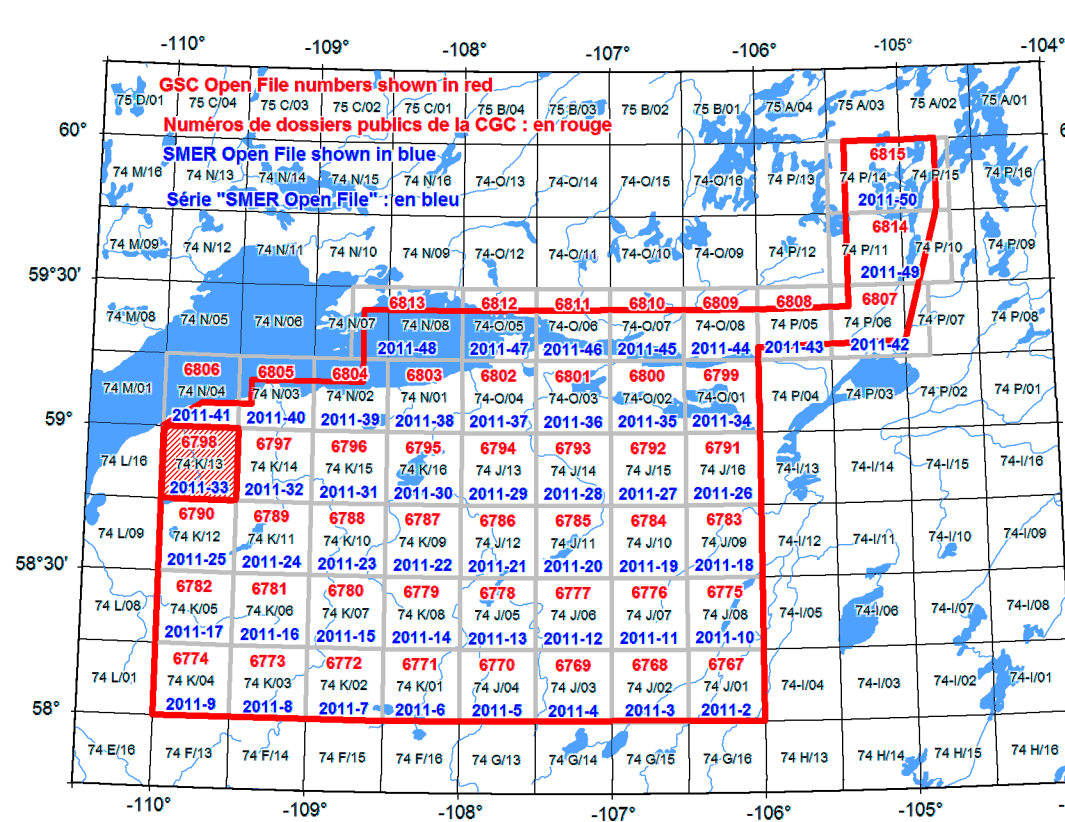 -110° -109° -108° -107° -106° -105° -104°
GSC Open File numbers shown in red
75 D/01 75 C/04 75 C/03 75 C/02 75 C/01 75 B/04 75 B/03 75 B/02 75 B/01 75 A/04 75 A/03 75 A/02 75 A/01
Numéros de dossiers publics de la CGC : en rouge
60° 6
SMER Open File shown in blue
6815
74 M/16 74 N/13 74 N/14 74 N/15 74 N/16 74-O/13 74-O/14 74-O/15 74-O/16 74 P/13 74 P/14 74 P/15 74 P/16
Série "SMER Open File" : en bleu
2011-50
6814
74 M/09 74 N/12 74 N/11 74 N/10 74 N/09 74-O/12 74-O/11 74-O/10 74-O/09 74 P/12 74 P/11 74 P/10 74 P/09
59°30'
2011-49
6813 6812 6811 6810 6809 6808 6807
74 M/08 74 N/05 74 N/06 74 N/07 74 N/08 74-O/05 74-O/06 74-O/07 74-O/08 74 P/05 74 P/06 74 P/07 74 P/08
2011-48 2011-47 2011-46 2011-45 2011-44 2011-43 2011-42
6806 6805 6804 6803 6802 6801 6800 6799
74 M/01 74 N/04 74 N/03 74 N/02 74 N/01 74-O/04 74-O/03 74-O/02 74-O/01 74 P/04 74 P/03 74 P/02 74 P/01
59°
2011-41 2011-40 2011-39 2011-38 2011-37 2011-36 2011-35 2011-34
6798 6797 6796 6795 6794 6793 6792 6791
74 L/16 74 K/13 74 K/14 74 K/15 74 K/16 74 J/13 74 J/14 74 J/15 74 J/16 74-I/13 74-I/14 74-I/15 74-I/16
2011-33 2011-32 2011-31 2011-30 2011-29 2011-28 2011-27 2011-26
6790 6789 6788 6787 6786 6785 6784 6783
74 L/09 74 K/12 74 K/11 74 K/10 74 K/09 74 J/12 74 J/11 74 J/10 74 J/09 74-I/12 74-I/11 74-I/10 74-I/09
58°30'
2011-25 2011-24 2011-23 2011-22 2011-21 2011-20 2011-19 2011-18
6782 6781 6780 6779 6778 6777 6776 6775
74 L/08 74 K/05 74 K/06 74 K/07 74 K/08 74 J/05 74 J/06 74 J/07 74 J/08 74-I/05 74-I/06 74-I/07 74-I/08
2011-17 2011-16 2011-15 2011-14 2011-13 2011-12 2011-11 2011-10
6774 6773 6772 6771 6770 6769 6768 6767
74 L/01 74 K/04 74 K/03 74 K/02 74 K/01 74 J/04 74 J/03 74 J/02 74 J/01 74-I/04 74-I/03 74-I/02 74-I/01
58°
2011-9 2011-8 2011-7 2011-6 2011-5 2011-4 2011-3 2011-2
74 E/16 74 F/13 74 F/14 74 F/15 74 F/16 74 G/13 74 G/14 74 G/15 74 G/16 74 H/13 74 H/14 74 H/15 74 H/16
-110° -109° -108° -107° -106° -105°